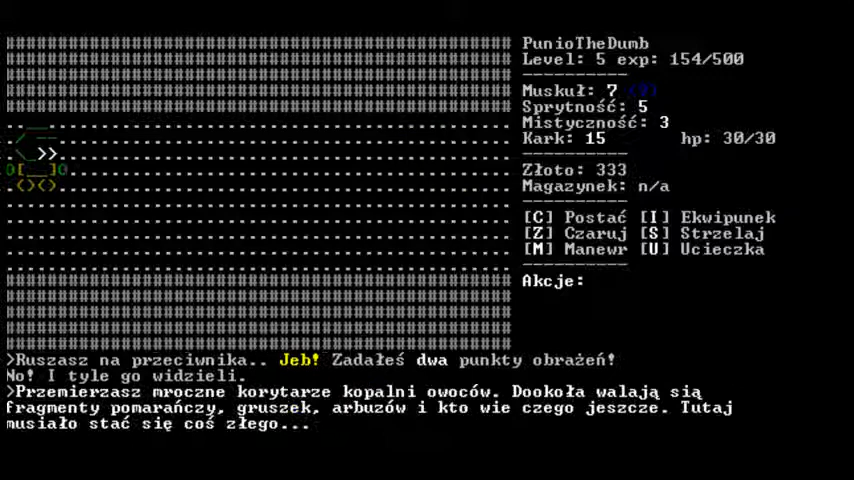 PunioTheDumb
Level: 5 exp: 154/500
----------
Muskuł: 7 (9)
Sprytność: 5
Mistyczność: 3
Kark: 15 hp: 30/30
----------
Złoto: 333
Magazynek: n/a
----------
[C] Postać [I] Ekwipunek
[Z] Czaruj [S] Strzelaj
[M] Manewr [U] Ucieczka
----------
Akcje:
>Ruszasz na przeciwnika.. Jeb! Zadałeś dwa punkty obrażeń!
No! I tyle go widzieli.
>Przemierzasz mroczne korytarze kopalni owoców. Dookoła walają sią
fragmenty pomarańczy, gruszek, arbuzów i kto wie czego jeszcze. Tutaj
musiało stać się coś złego...